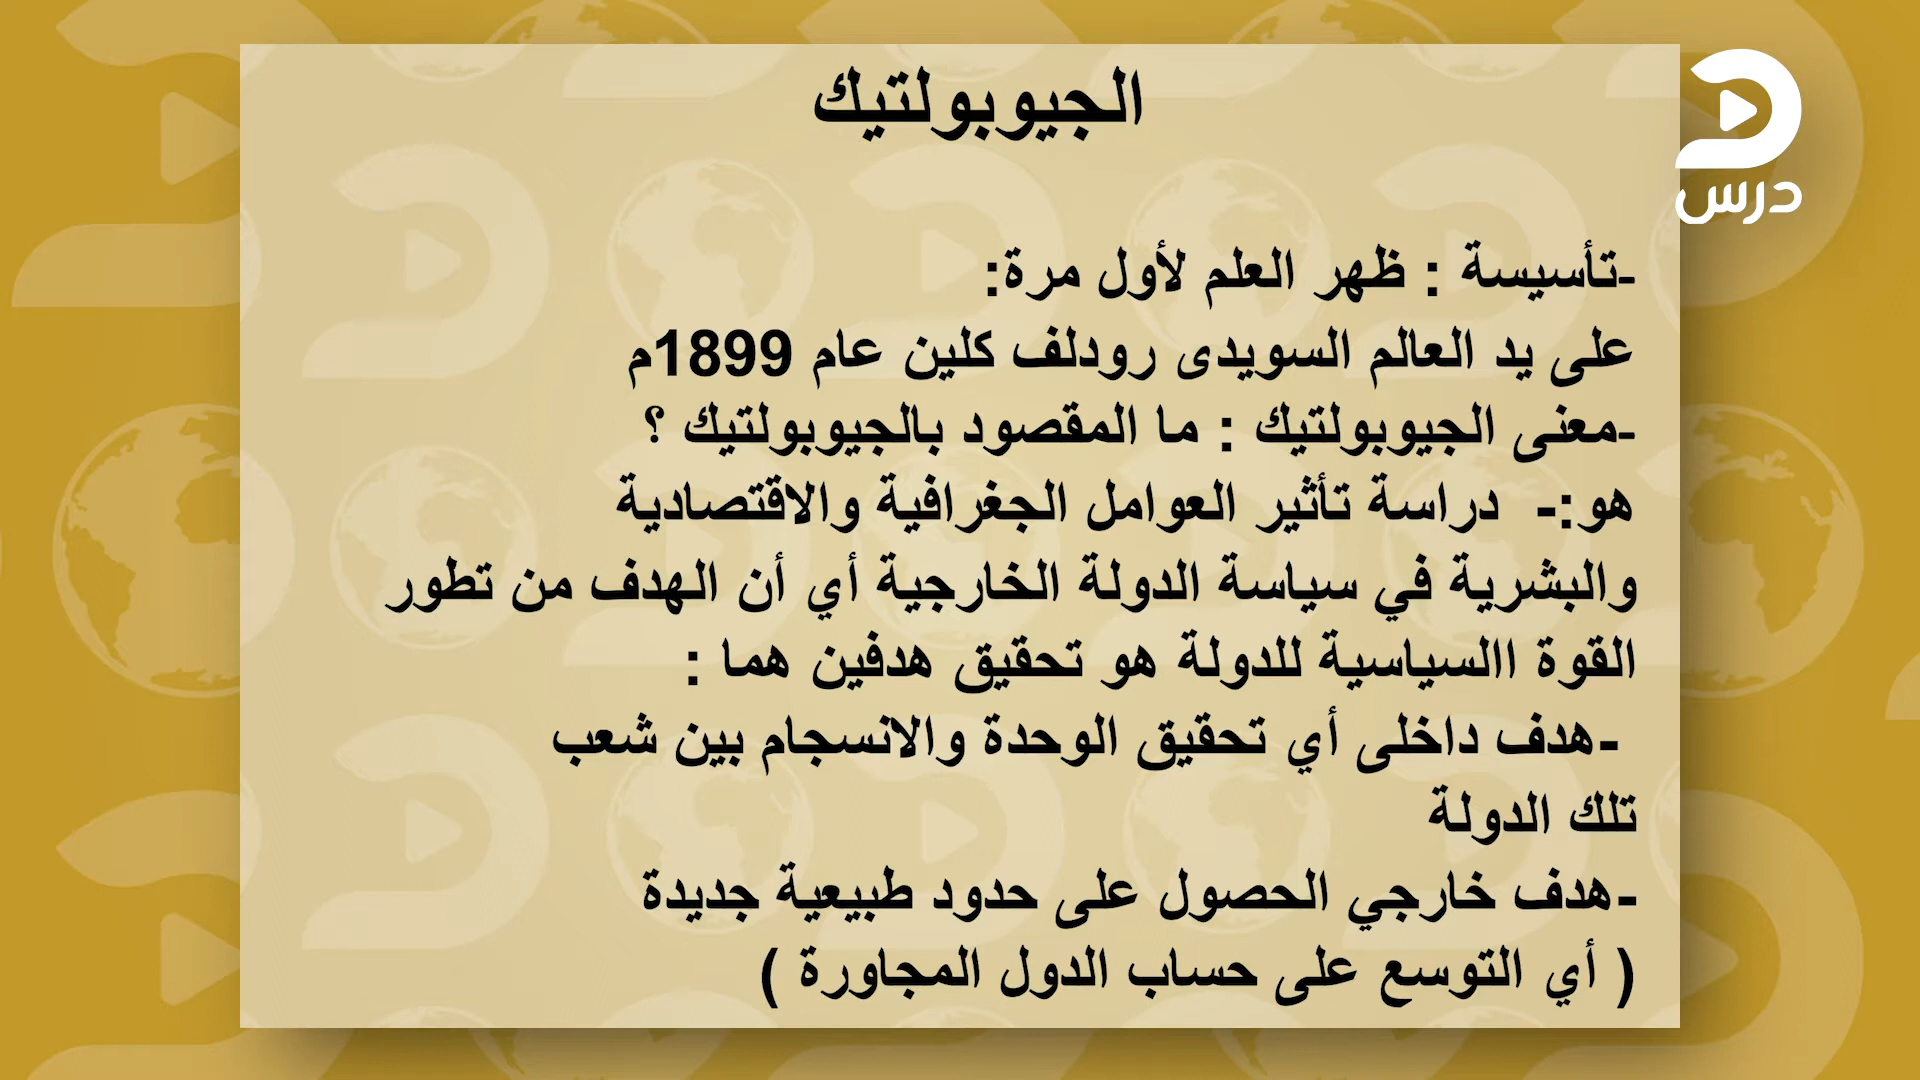 الجيوبولتيك
درس
-تأسيسة : ظهر العلم لأول مرة:
على يد العالم السويدى رودلف كلين عام 1899م
-معنى الجيوبولتيك : ما المقصود بالجيوبولتيك ؟
هو:- دراسة تأثير العوامل الجغرافية والاقتصادية
والبشرية في سياسة الدولة الخارجية أي أن الهدف من تطور
القوة االسياسية للدولة هو تحقيق هدفين هما :
-هدف داخلى أي تحقيق الوحدة والانسجام بين شعب
تلك الدولة
-هدف خارجي الحصول على حدود طبيعية جديدة
( أي التوسع على حساب الدول المجاورة )